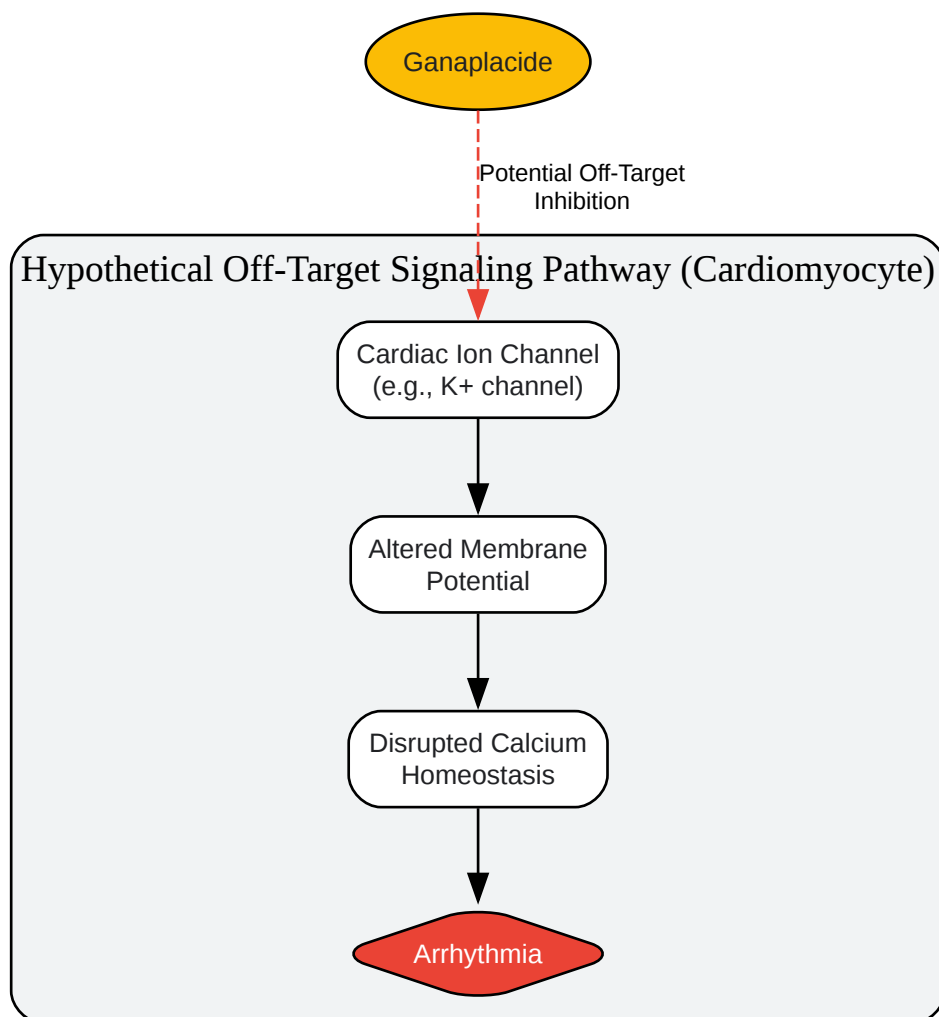 Ganaplacide
Potential Off-Target
Inhibition
Hypothetical Off-Target Signaling Pathway (Cardiomyocyte)
Cardiac Ion Channel
(e.g., K+ channel)
Altered Membrane
Potential
Disrupted Calcium
Homeostasis
Arrhythmia